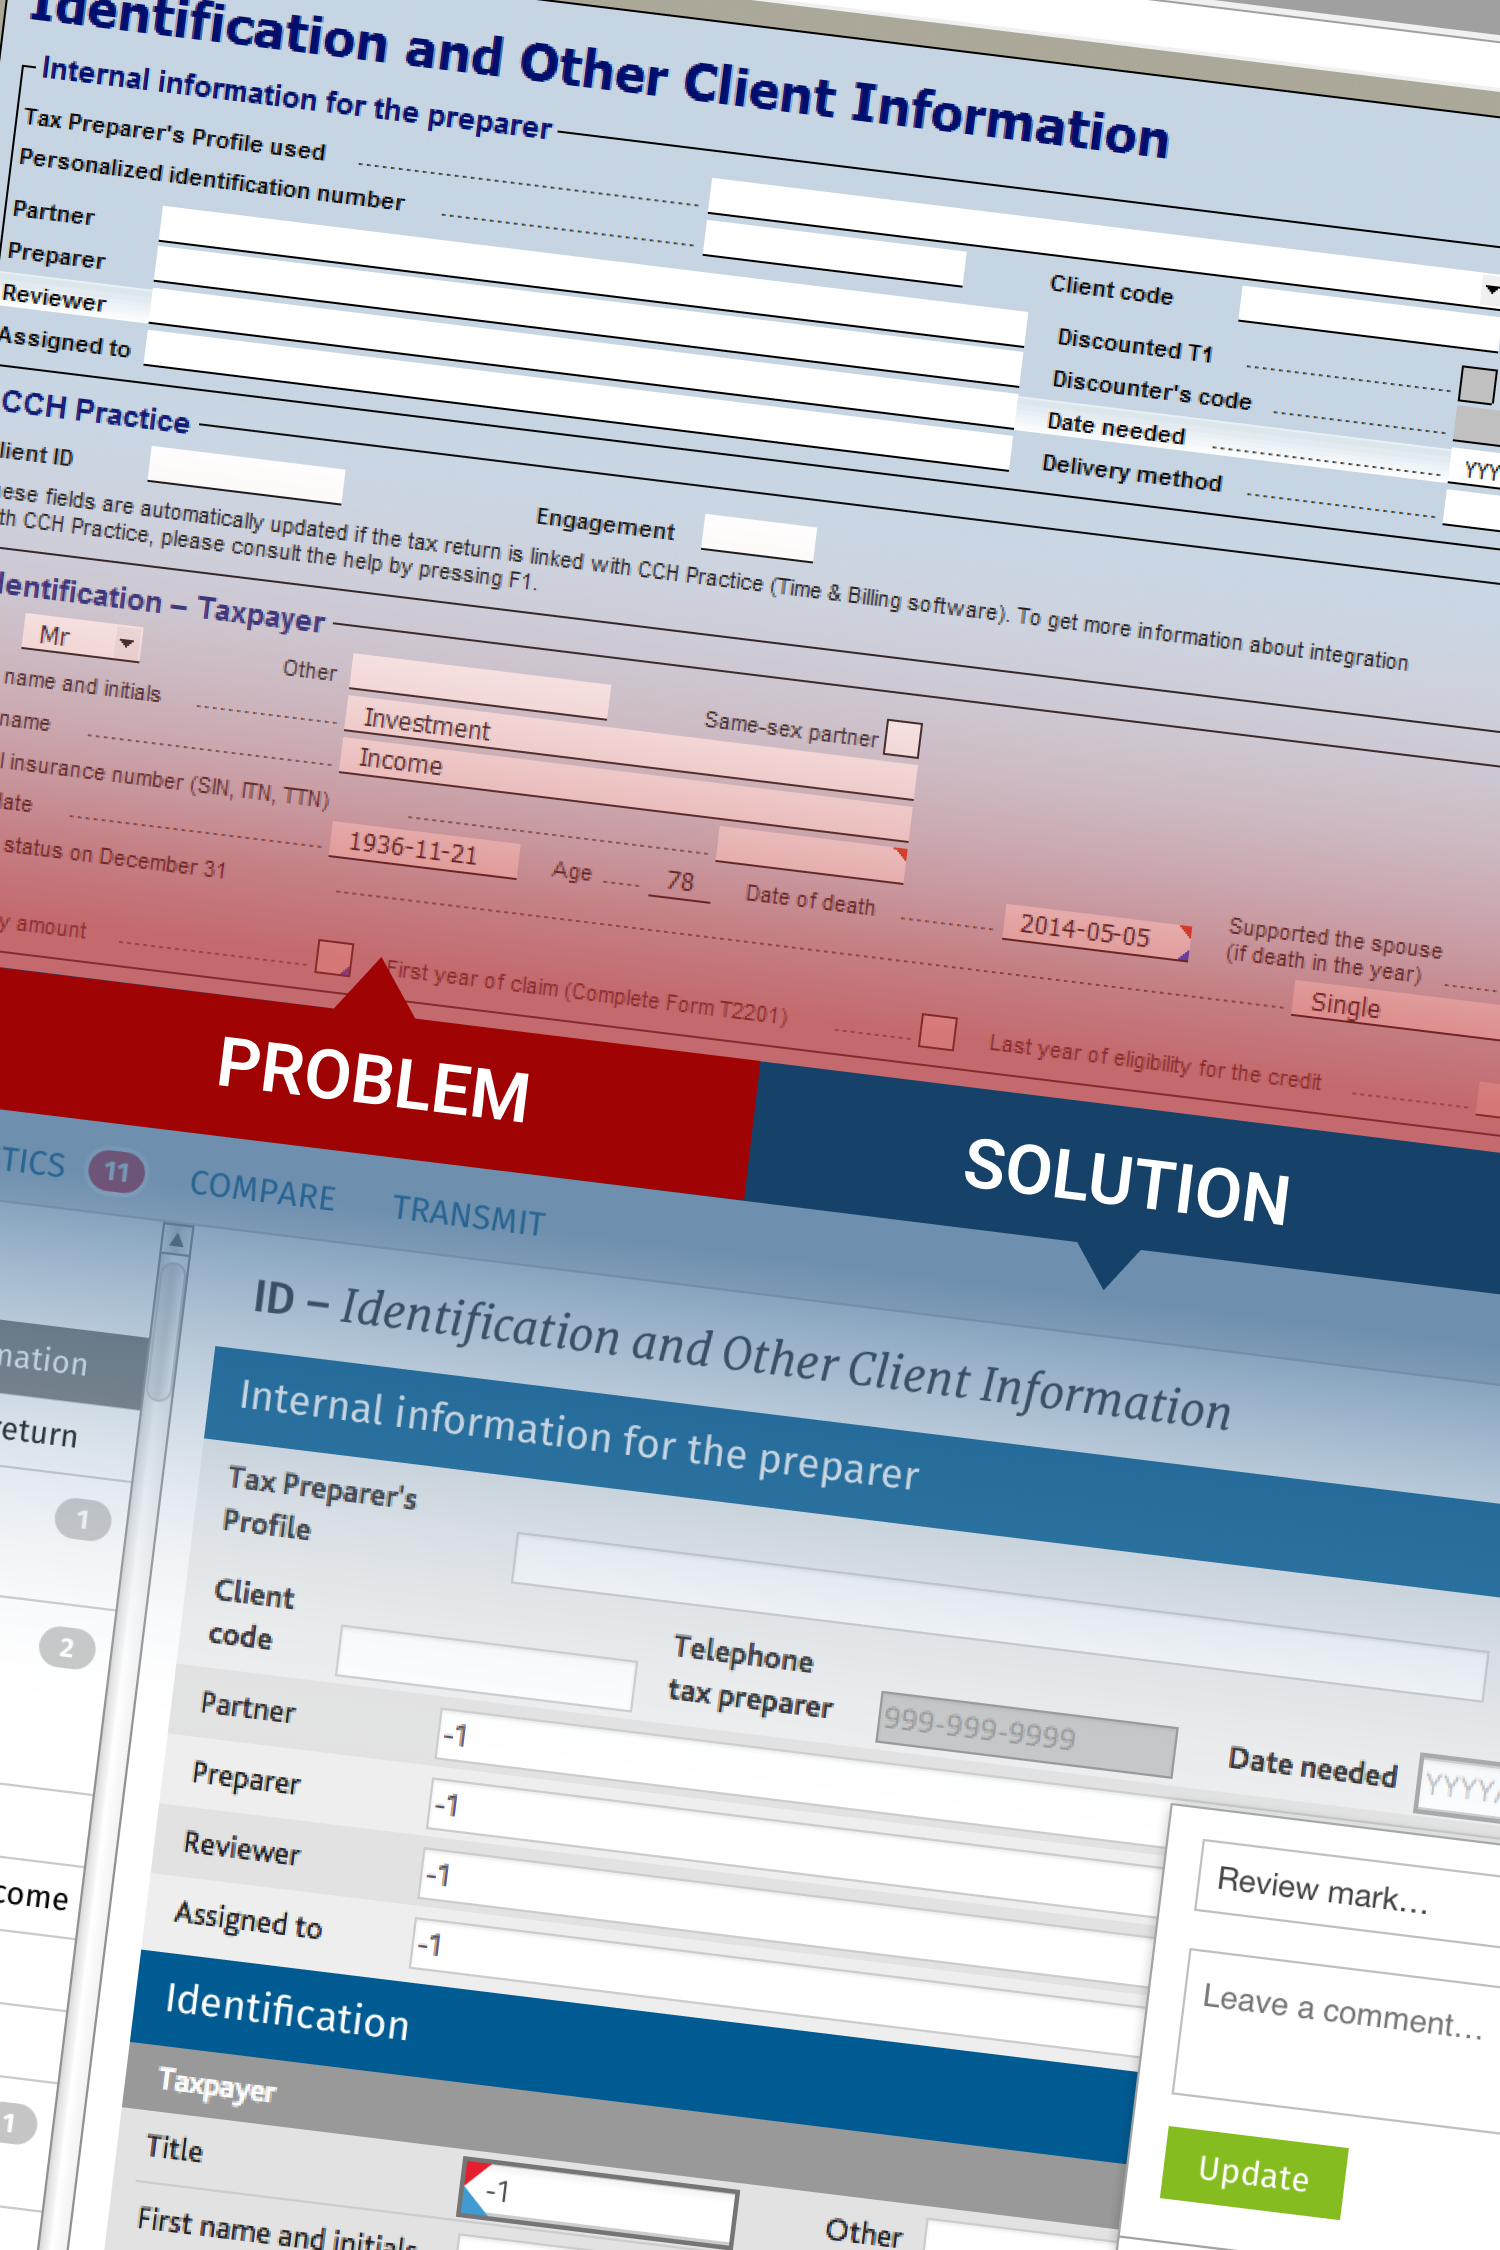 Identification and Other Client Information
Internal information for the preparer
Tax Preparer's Profile used
Personalized identification number
Partner
Client code
Preparer
Discounted T1
Reviewer
Discounter's code
Assigned to
Date needed
YYY
Delivery method
CCH Practice
lient ID
Engagement
ese fields are automatically updated if the tax return is linked with CCH Practice (Time & Billing software). To get more information about integration
th CCH Practice, please consult the help by pressing F1.
dentification – Taxpayer
Mr
Other
Same-sex partner
name and initials
Investment
name
Income
l insurance number (SIN, ITN, TTN)
late
1936-11-21
Age
78
Date of death
2014-05-05
Supported the spouse
(if death in the year)
status on December 31
Single
y amount
First year of claim (Complete Form T2201)
Last year of eligibility for the credit
PROBLEM
SOLUTION
TICS 11 COMPARE TRANSMIT
ID – Identification and Other Client Information
mation
Internal information for the preparer
eturn
Tax Preparer's
Profile
1
Client
code
Telephone
tax preparer
999-999-9999
2
Date needed
YYYY/
Partner
-1
Preparer
-1
Reviewer
-1
Assigned to
-1
come
Review mark...
Leave a comment...
Update
Identification
Taxpayer
1
Title
-1
Other
First name and initials